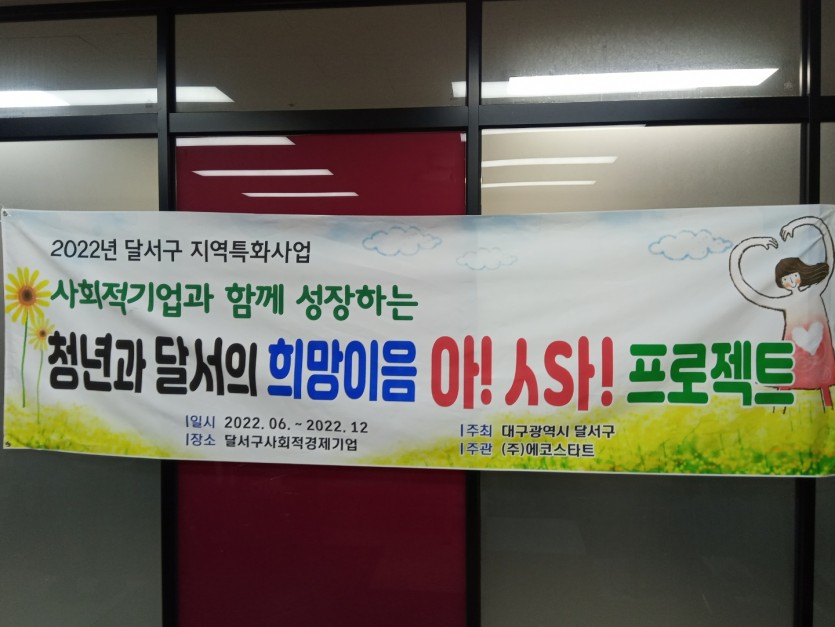 2022년 달서구 지역특화사업
사회적기업과 함께 성장하는
청년과 달서의 희망이음 아! 사와! 프로젝트
|일시 2022. 06. ~ 2022. 12
|장소 달서구사회적경제기업
|주최 대구광역시 달서구
|주관 (주)에코스타트